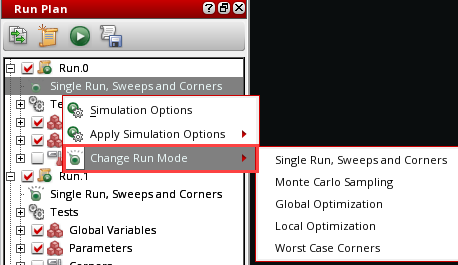 Run Plan
Run.0
Single Run, Sweeps and Corners
Te
Simulation Options
Apply Simulation Options
Change Run Mode
Single Run, Sweeps and Corners
Monte Carlo Sampling
Global Optimization
Local Optimization
Worst Case Corners
Run.1
Single Run, Sweeps and Corners
Tests
Global Variables
Parameters
Corners